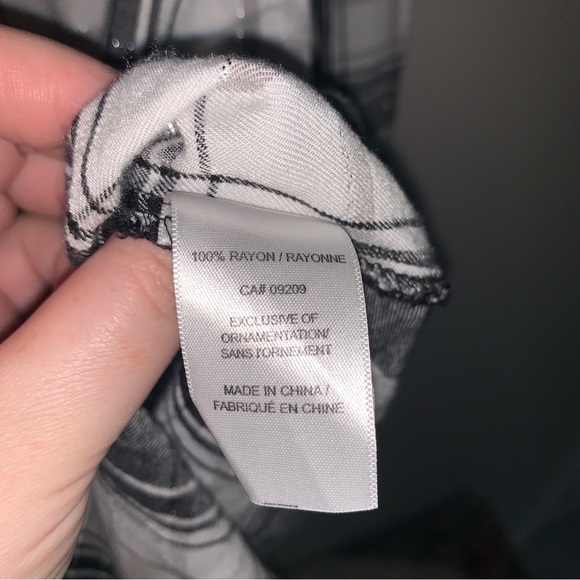 100% RAYON / RAYONNE
CA# 09209
EXCLUSIVE OF
ORNAMENTATION/
SANS l'ORNEMENT
MADE IN CHINA /
FABRIQUÉ EN CHINE